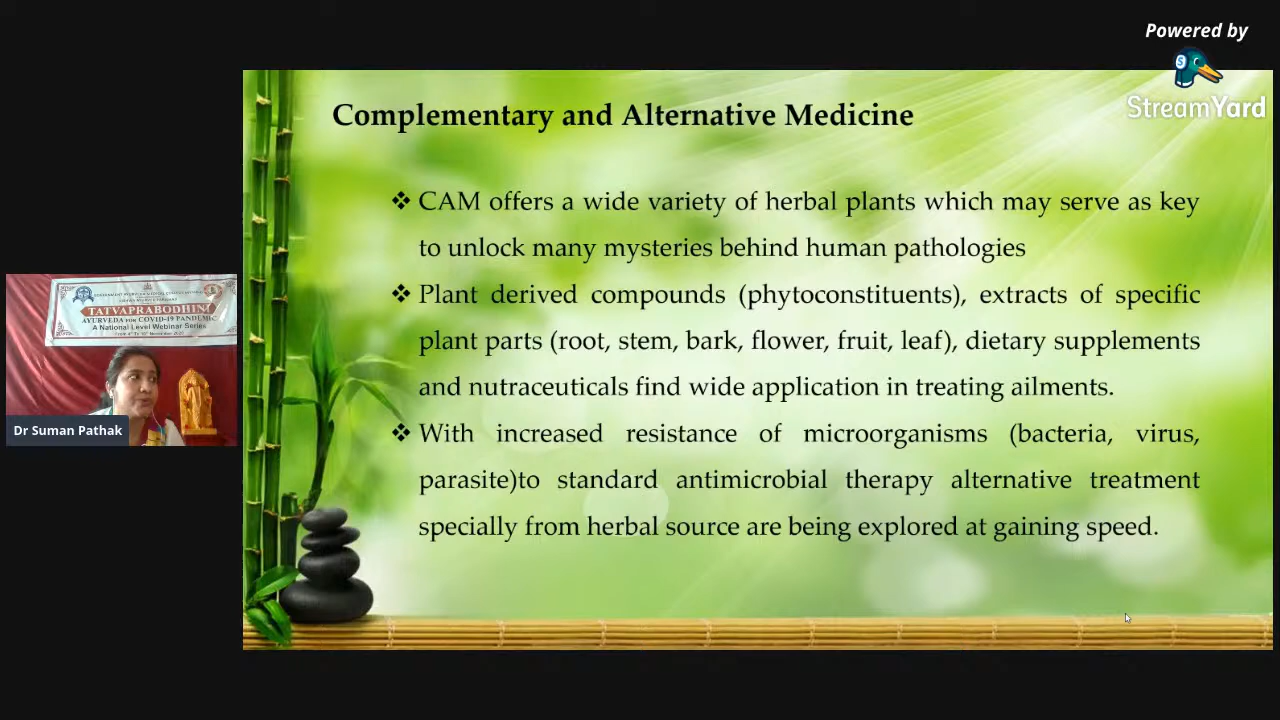 Powered by
StreamYard
Complementary and Alternative Medicine
❖ CAM offers a wide variety of herbal plants which may serve as key
to unlock many mysteries behind human pathologies
❖ Plant derived compounds (phytoconstituents), extracts of specific
plant parts (root, stem, bark, flower, fruit, leaf), dietary supplements
and nutraceuticals find wide application in treating ailments.
❖ With increased resistance of microorganisms (bacteria, virus,
parasite)to standard antimicrobial therapy alternative treatment
specially from herbal source are being explored at gaining speed.
TATVAPRABODHINI
AYURVEDA FOR COVID-19 PANDEMIC
A National Level Webinar Series
Dr Suman Pathak